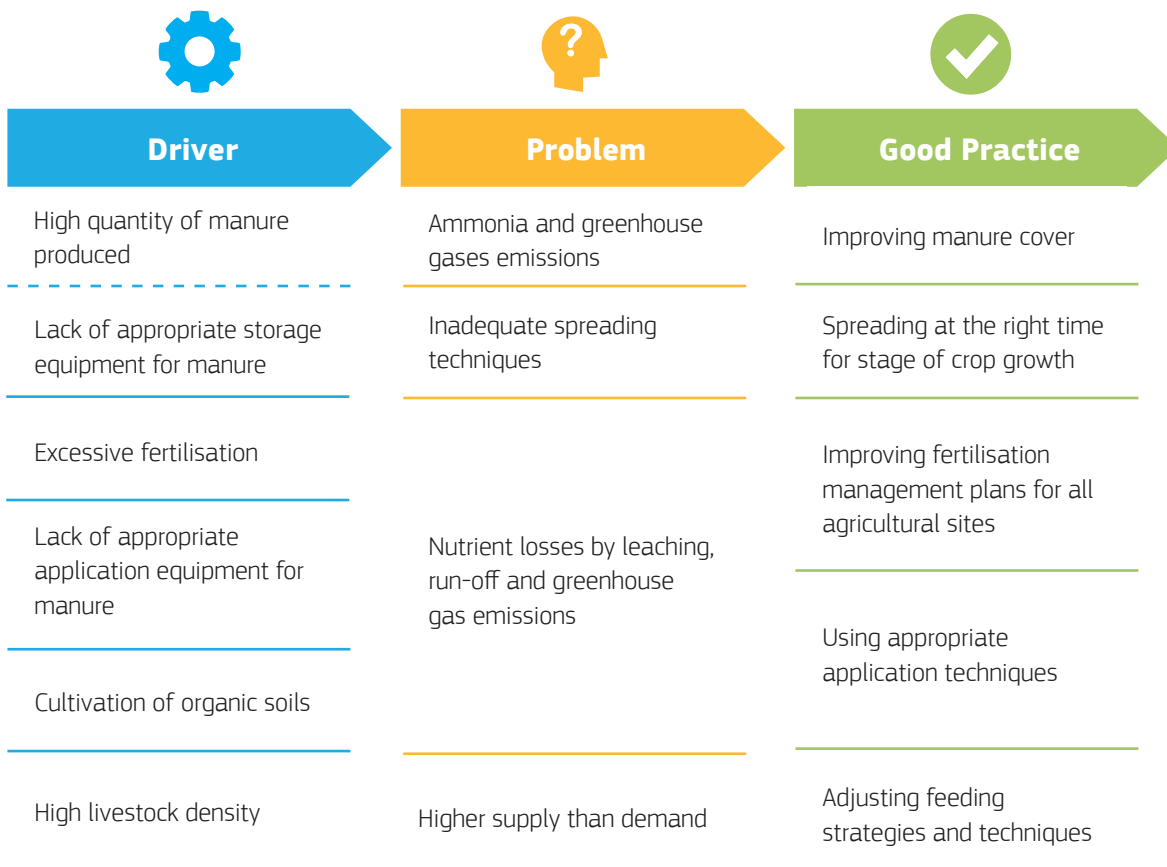 ?
Driver
Problem
Good Practice
High quantity of manure
produced
Ammonia and greenhouse
gases emissions
Improving manure cover
Lack of appropriate storage
equipment for manure
Inadequate spreading
techniques
Spreading at the right time
for stage of crop growth
Excessive fertilisation
Lack of appropriate
application equipment for
manure
Cultivation of organic soils
Nutrient losses by leaching,
run-off and greenhouse
gas emissions
Improving fertilisation
management plans for all
agricultural sites
Using appropriate
application techniques
High livestock density
Higher supply than demand
Adjusting feeding
strategies and techniques